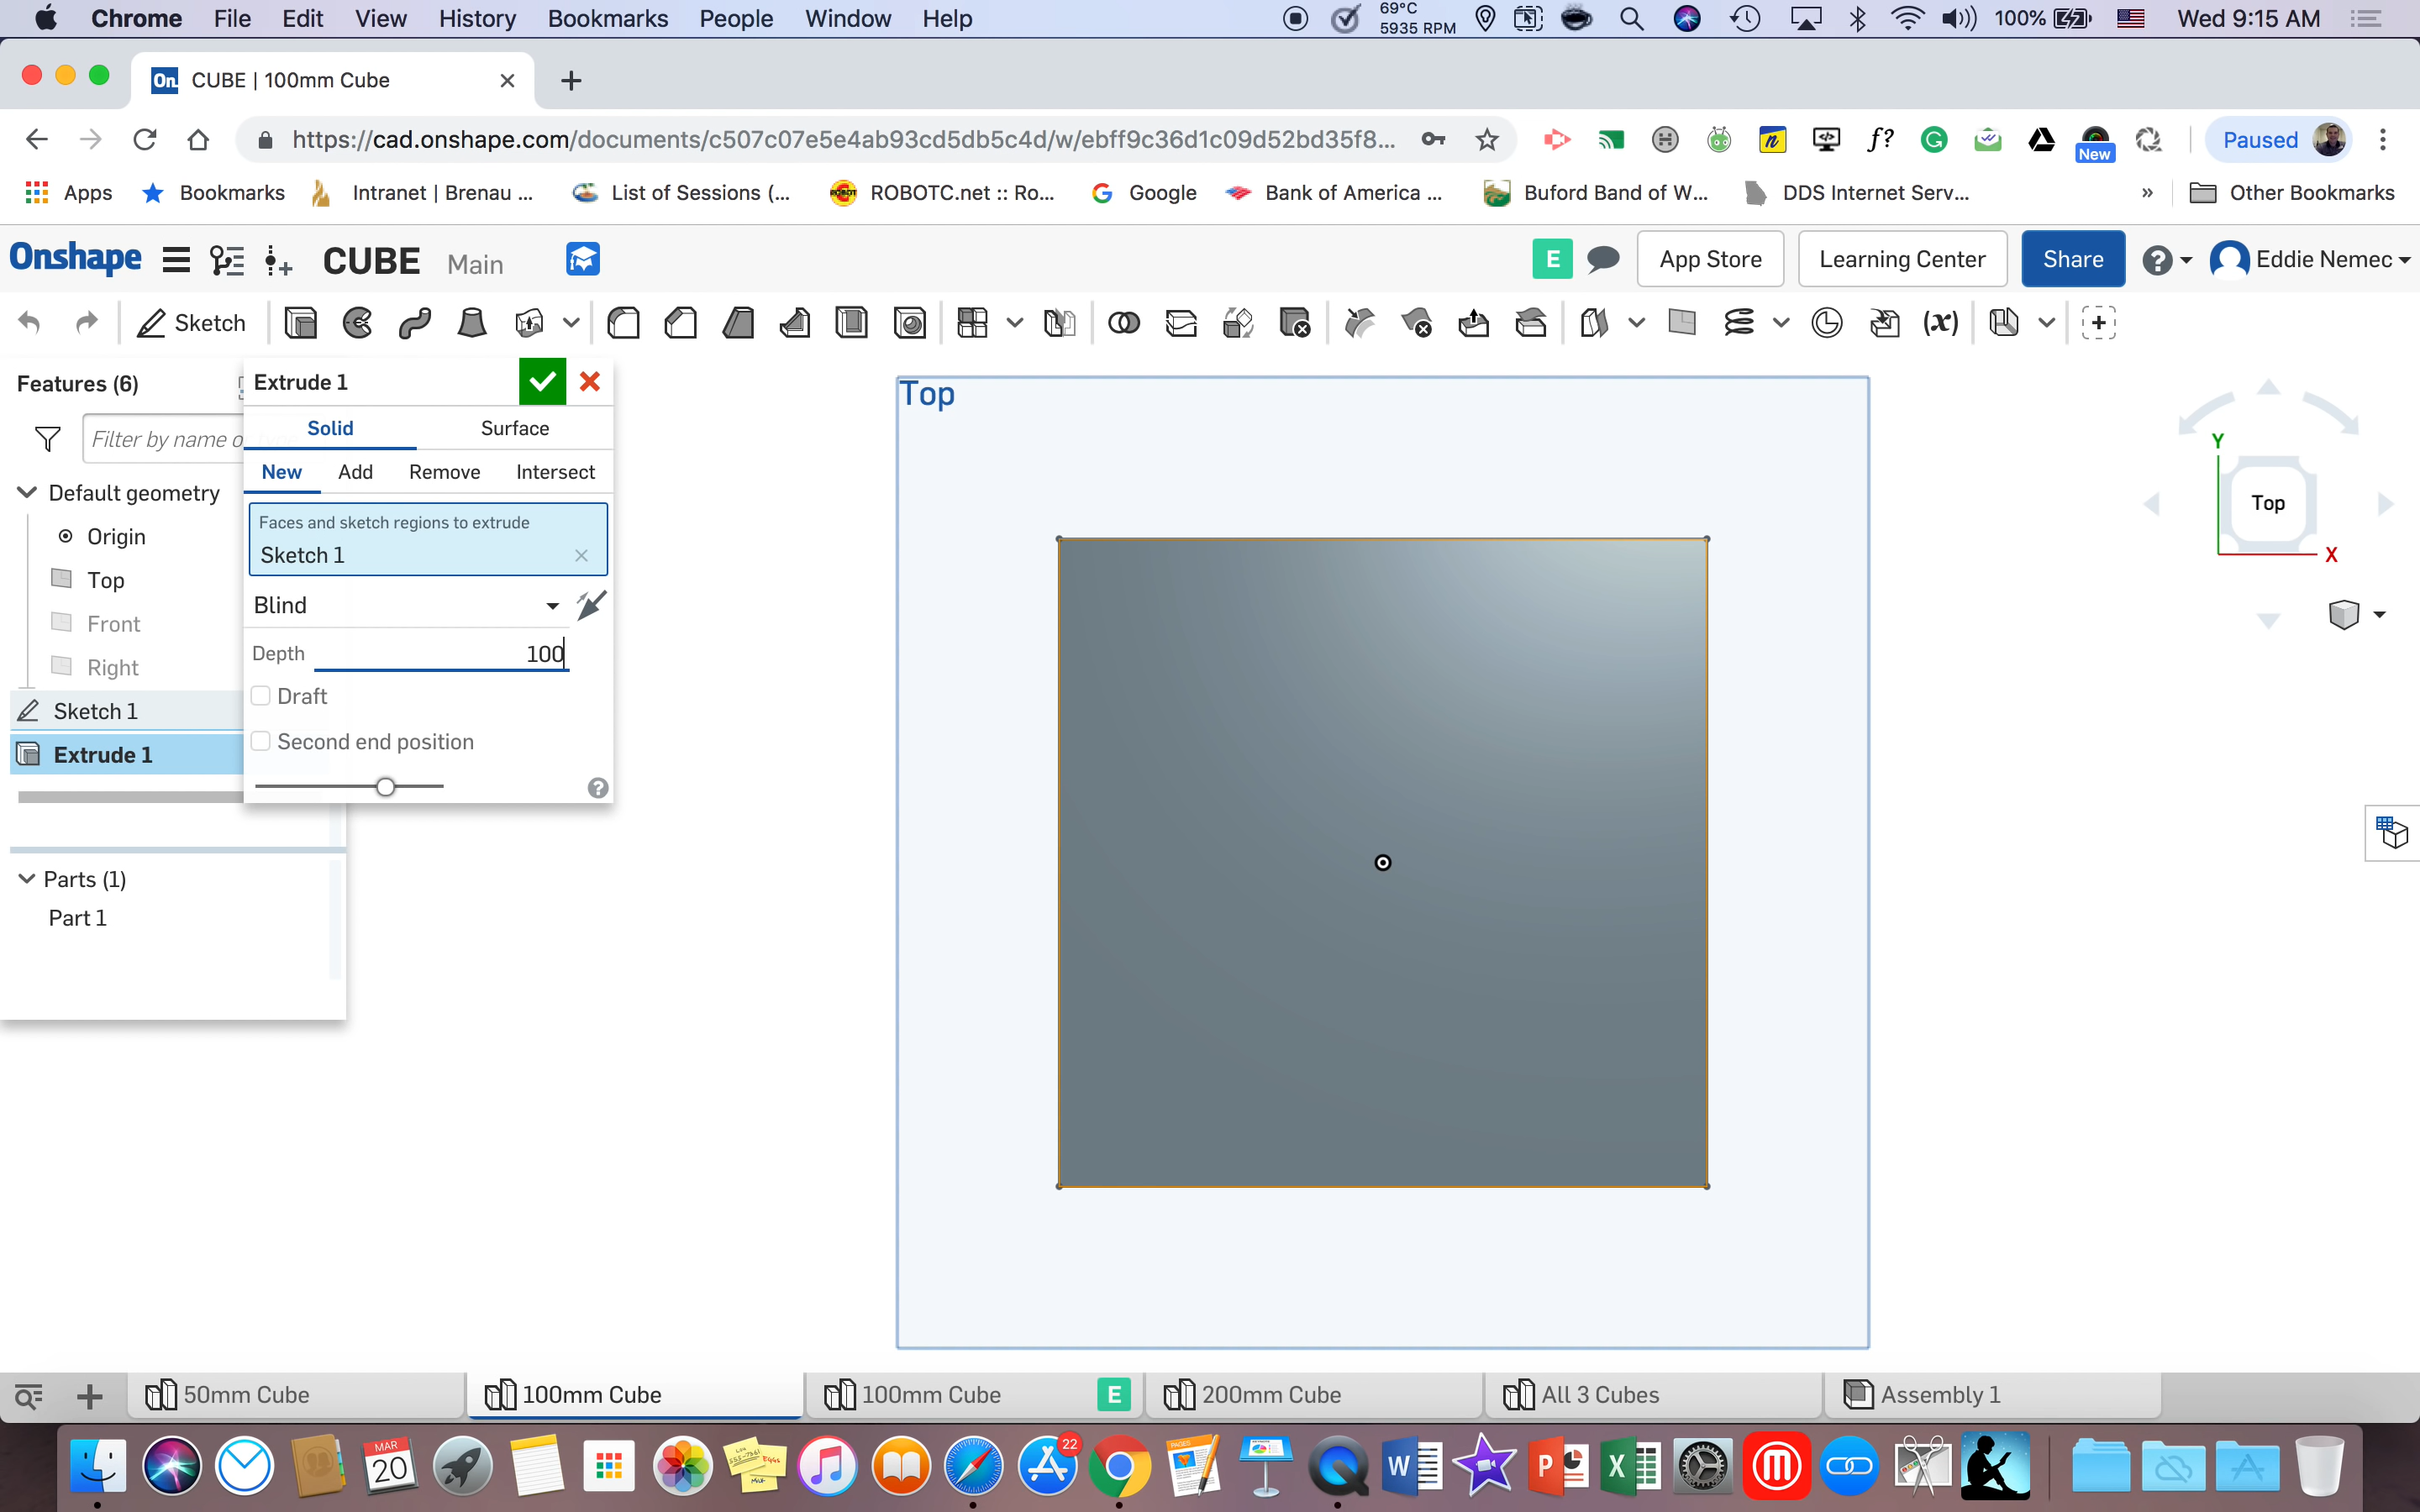 Chrome File Edit View History Bookmarks People Window Help 69°C 5935 RPM 100% Wed 9:15 AM
On CUBE | 100mm Cube
https://cad.onshape.com/documents/c507c07e5e4ab93cd5db5c4d/w/ebff9c36d1c09d52bd35f8... f? New Paused
Apps Bookmarks Intranet | Brenau ... List of Sessions (... ROBOTC.net :: Ro... Google Bank of America ... Buford Band of W... DDS Internet Serv... » Other Bookmarks
Onshape CUBE Main E App Store Learning Center Share ? Eddie Nemec
Sketch (x)
Features (6)
Filter by name o
Default geometry
Origin
Top
Front
Right
Sketch 1
Extrude 1
Parts (1)
Part 1
Extrude 1
Solid Surface
New Add Remove Intersect
Faces and sketch regions to extrude
Sketch 1
Blind
Depth 100
Draft
Second end position
?
Top
Y
Top
X
50mm Cube 100mm Cube 100mm Cube E 200mm Cube All 3 Cubes Assembly 1
MAR
20
22
PAGES
W P X